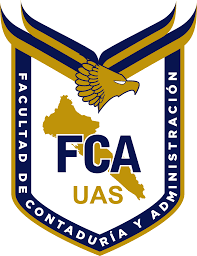 FACULTAD DE CONTADURÍA Y ADMINISTRACIÓN
FCA
UAS